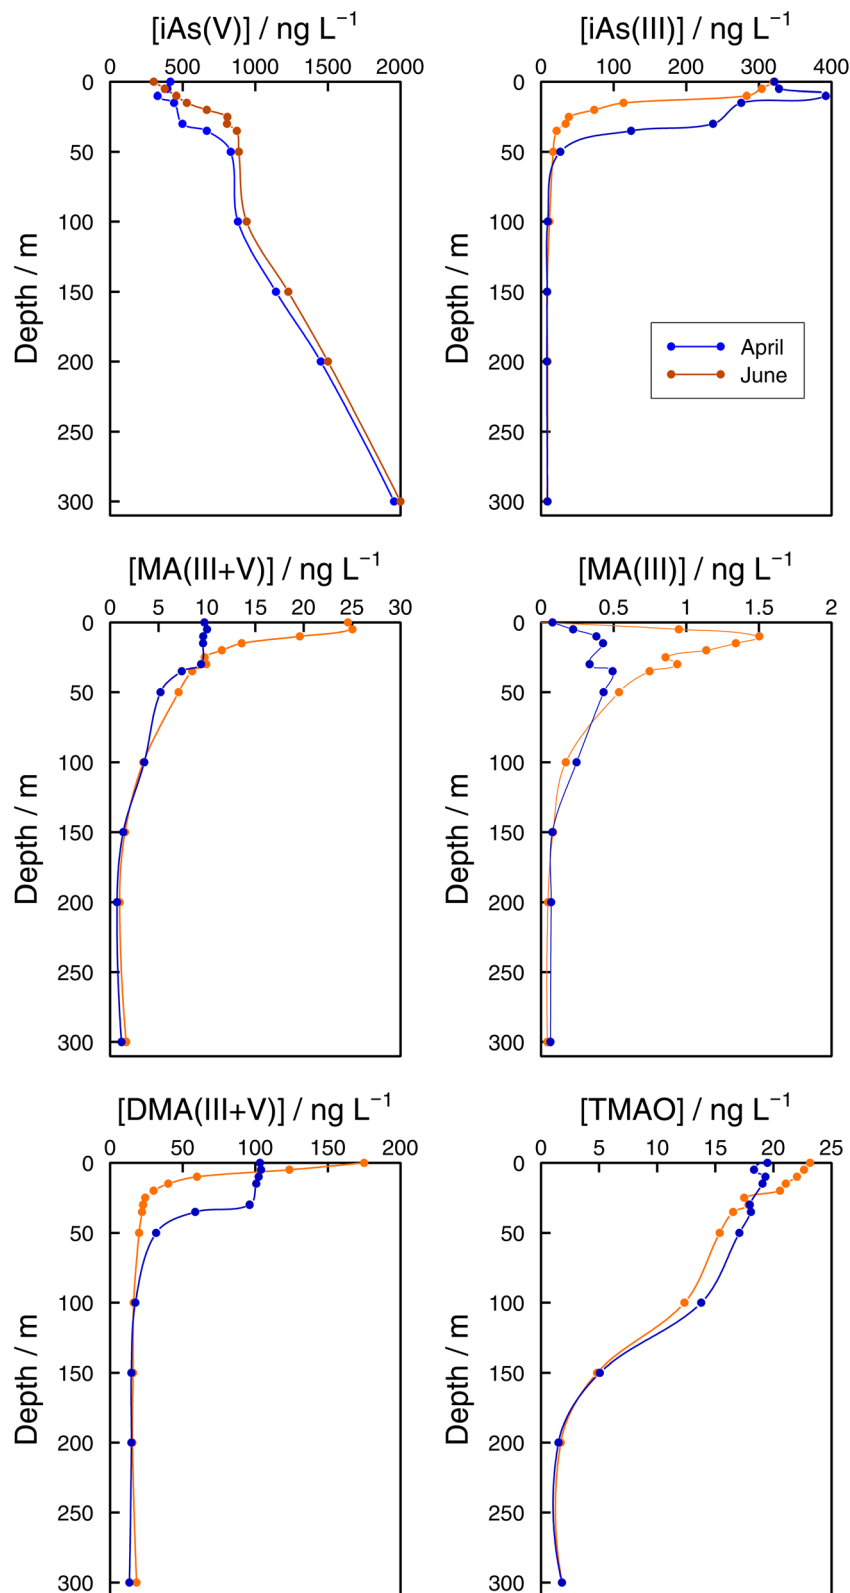 [iAs(V)] / ng L⁻¹
0 500 1000 1500 2000
0
50
100
150
200
250
300
Depth / m
[iAs(III)] / ng L⁻¹
0 100 200 300 400
0
50
100
150
200
250
300
Depth / m
April
June
[MA(III+V)] / ng L⁻¹
0 5 10 15 20 25 30
0
50
100
150
200
250
300
Depth / m
[MA(III)] / ng L⁻¹
0 0.5 1 1.5 2
0
50
100
150
200
250
300
Depth / m
[DMA(III+V)] / ng L⁻¹
0 50 100 150 200
0
50
100
150
200
250
300
Depth / m
[TMAO] / ng L⁻¹
0 5 10 15 20 25
0
50
100
150
200
250
300
Depth / m